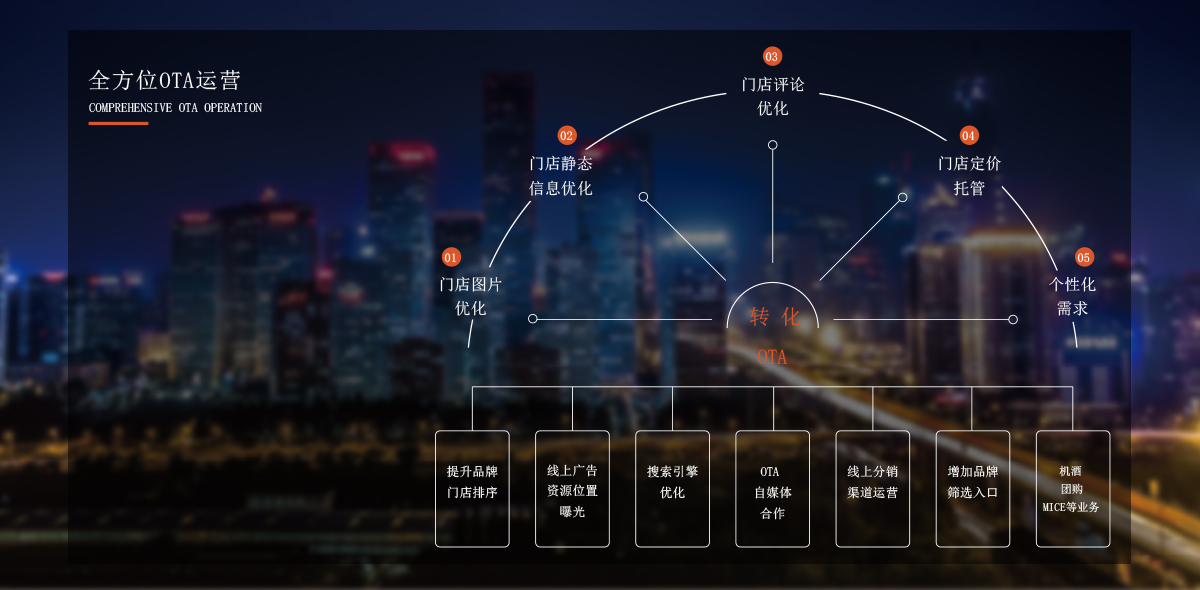 全方位OTA运营
COMPREHENSIVE OTA OPERATION
01
门店图片
优化
02
门店静态
信息优化
03
门店评论
优化
04
门店定价
托管
05
个性化
需求
转 化
OTA
提升品牌
门店排序
线上广告
资源位置
曝光
搜索引擎
优化
OTA
自媒体
合作
线上分销
渠道运营
增加品牌
筛选入口
机酒
团购
MICE等业务